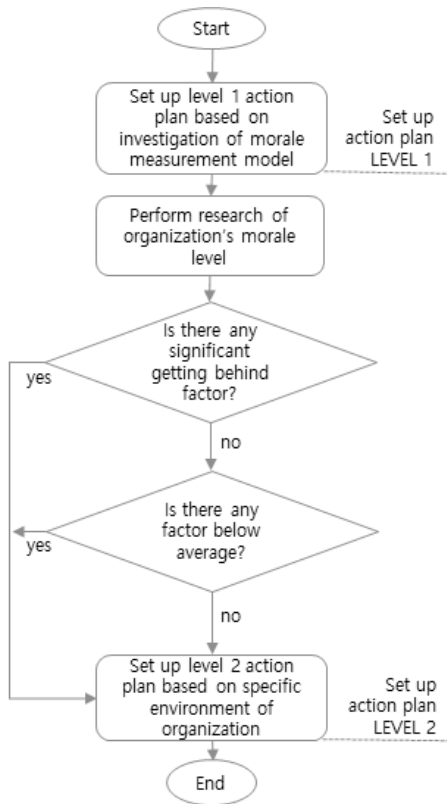 Start
Set up level 1 action
plan based on
investigation of morale
measurement model
Set up
action plan
LEVEL 1
Perform research of
organization's morale
level
Is there any
significant
getting behind
factor?
yes
no
Is there any
factor below
average?
yes
no
Set up level 2 action
plan based on specific
environment of
organization
Set up
action plan
LEVEL 2
End